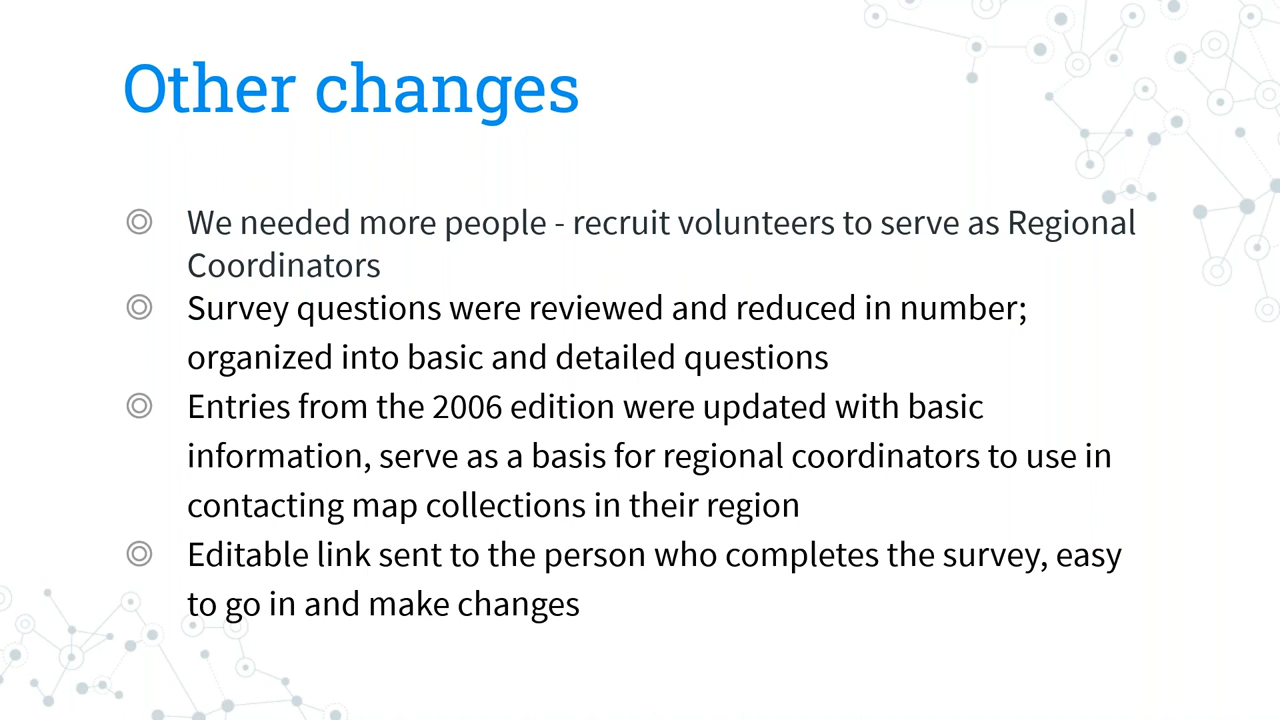 Other changes
We needed more people - recruit volunteers to serve as Regional
Coordinators
Survey questions were reviewed and reduced in number;
organized into basic and detailed questions
Entries from the 2006 edition were updated with basic
information, serve as a basis for regional coordinators to use in
contacting map collections in their region
Editable link sent to the person who completes the survey, easy
to go in and make changes